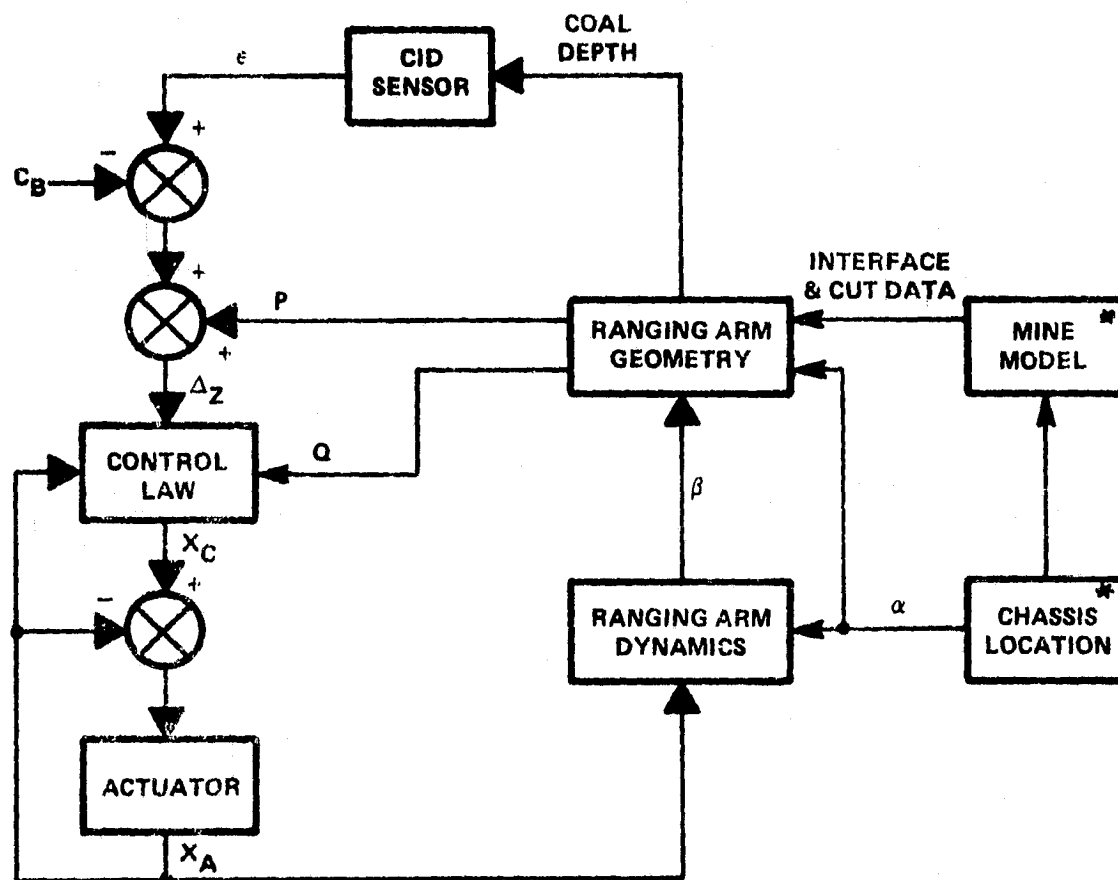 COAL
DEPTH
CID
SENSOR
ϵ
+
−
C_B
+
P
+
INTERFACE
& CUT DATA
RANGING ARM
GEOMETRY
MINE *
MODEL
Δ_Z
CONTROL
LAW
Q
β
X_C
+
−
RANGING ARM
DYNAMICS
α
CHASSIS *
LOCATION
ACTUATOR
X_A